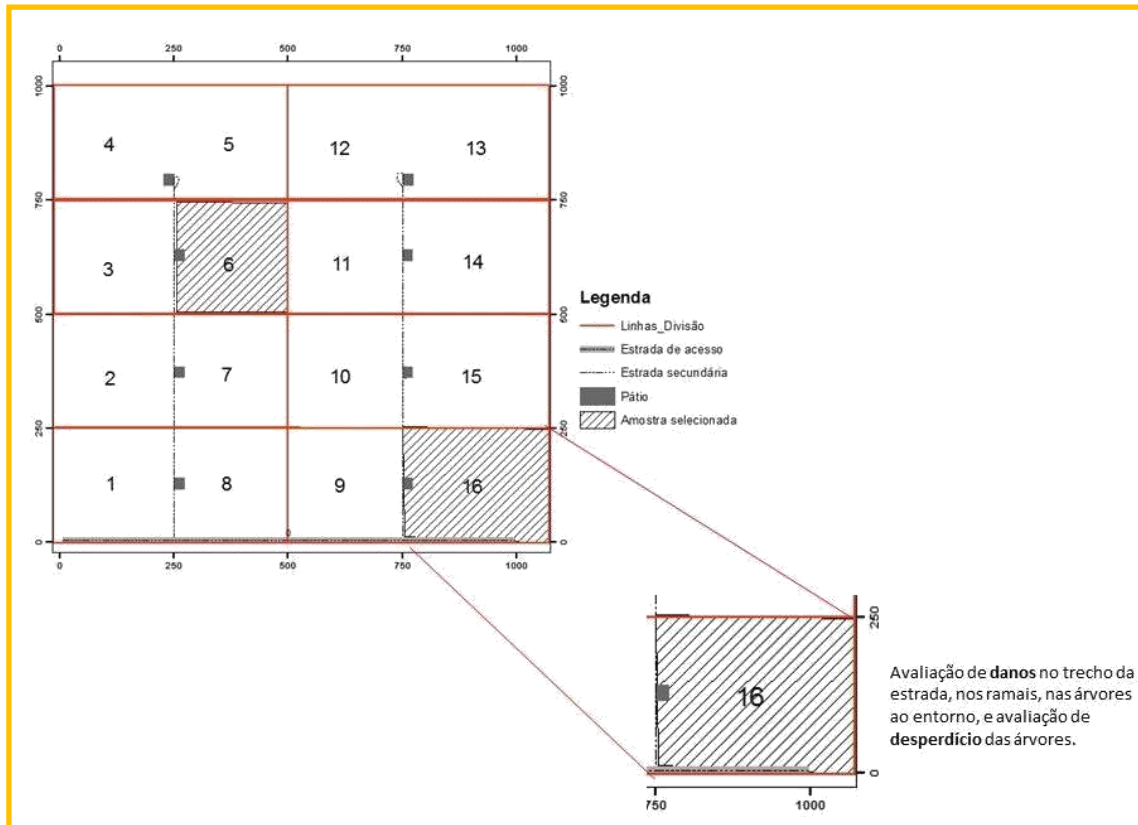 0 250 500 750 1000
1000 1000
4 5 12 13
750 750
3 6 11 14
500 500
2 7 10 15
250 250
1 8 9 16
0 0
0 250 500 750 1000
Legenda
Linhas_Divisão
Estrada de acesso
Estrada secundária
Pátio
Amostra selecionada
250
16
0
750 1000
Avaliação de danos no trecho da
estrada, nos ramais, nas árvores
ao entorno, e avaliação de
desperdício das árvores.